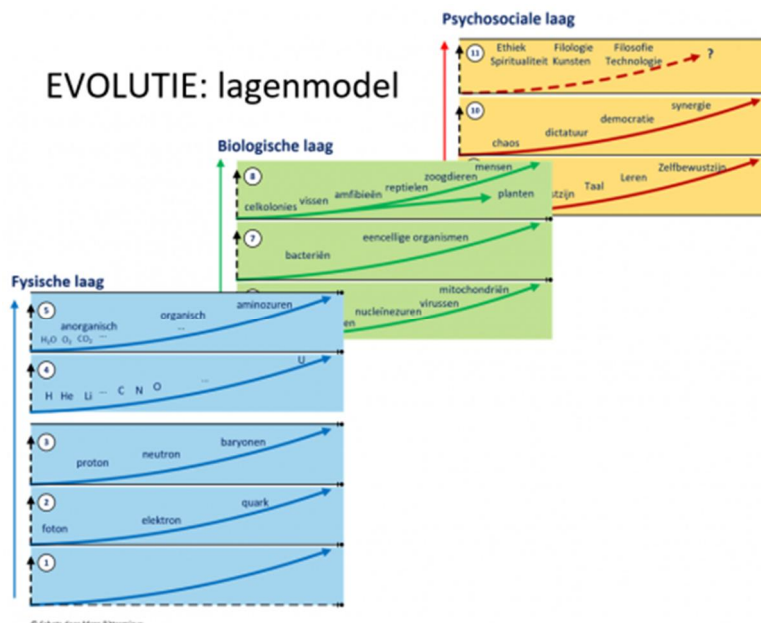 EVOLUTIE: lagenmodel
Psychosociale laag
11
Ethiek Filologie Filosofie
Spiritualiteit Kunsten Technologie
?
10
chaos dictatuur democratie synergie
Taal Leren Zelfbewustzijn
Biologische laag
8
celkolonies vissen amfibieën reptielen zoogdieren mensen
planten
7
bacteriën eencellige organismen
nucleïnezuren virussen mitochondriën
Fysische laag
5
anorganisch organisch ... aminozuren
H₂O O₂ CO₂ ...
4
H He Li ... C N O ... U
3
proton neutron baryonen
2
foton elektron quark
1